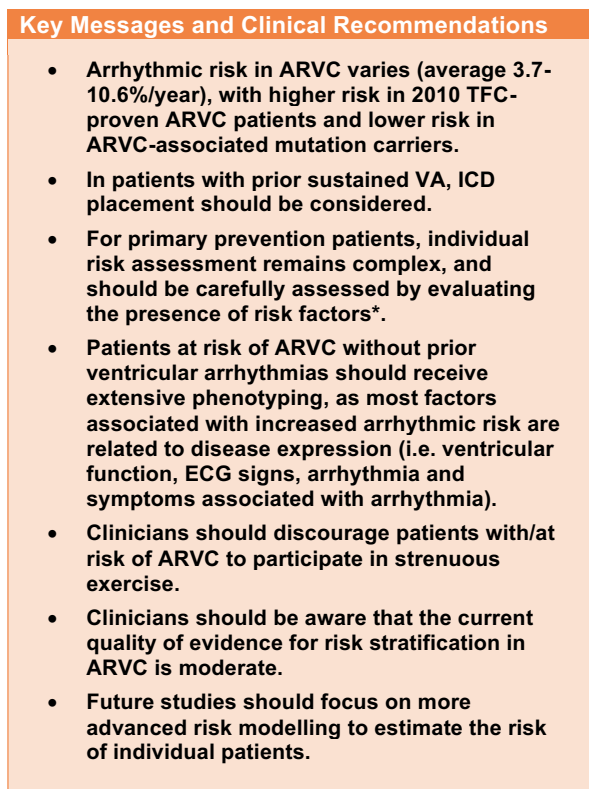 Key Messages and Clinical Recommendations
• Arrhythmic risk in ARVC varies (average 3.7-
10.6%/year), with higher risk in 2010 TFC-
proven ARVC patients and lower risk in
ARVC-associated mutation carriers.
• In patients with prior sustained VA, ICD
placement should be considered.
• For primary prevention patients, individual
risk assessment remains complex, and
should be carefully assessed by evaluating
the presence of risk factors*.
• Patients at risk of ARVC without prior
ventricular arrhythmias should receive
extensive phenotyping, as most factors
associated with increased arrhythmic risk are
related to disease expression (i.e. ventricular
function, ECG signs, arrhythmia and
symptoms associated with arrhythmia).
• Clinicians should discourage patients with/at
risk of ARVC to participate in strenuous
exercise.
• Clinicians should be aware that the current
quality of evidence for risk stratification in
ARVC is moderate.
• Future studies should focus on more
advanced risk modelling to estimate the risk
of individual patients.